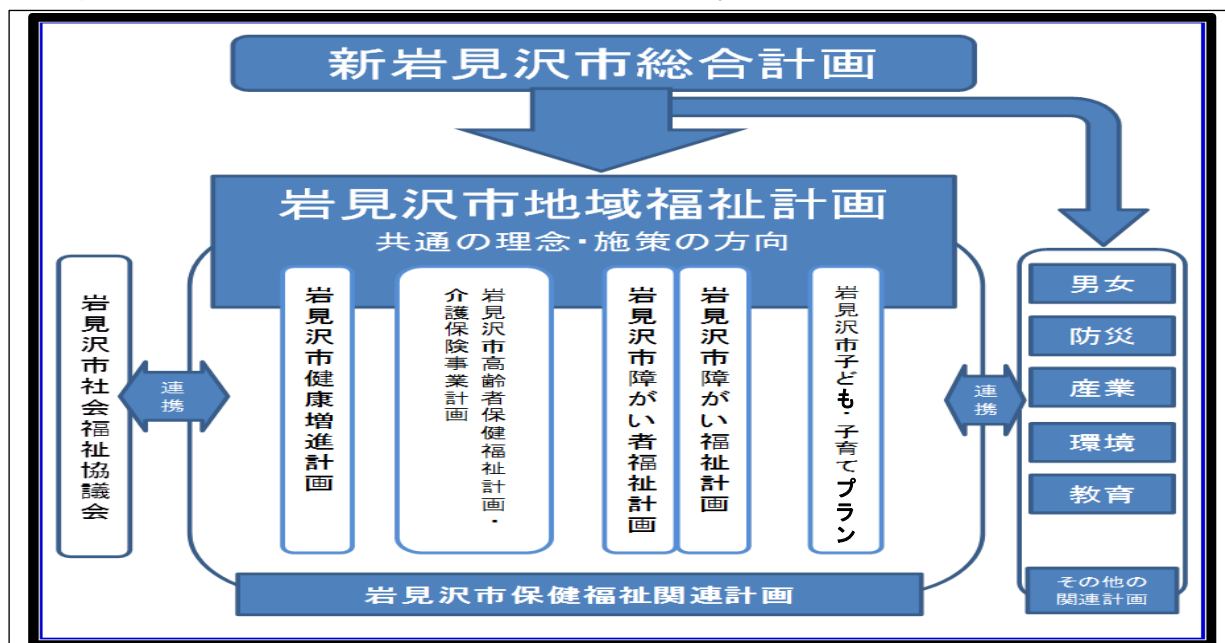 新岩見沢市総合計画
岩見沢市地域福祉計画
共通の理念・施策の方向
岩見沢市社会福祉協議会
連携
岩見沢市健康増進計画
岩見沢市高齢者保健福祉計画・
介護保険事業計画
岩見沢市障がい者福祉計画
岩見沢市障がい福祉計画
岩見沢市子ども・子育てプラン
連携
男女
防災
産業
環境
教育
その他の
関連計画
岩見沢市保健福祉関連計画